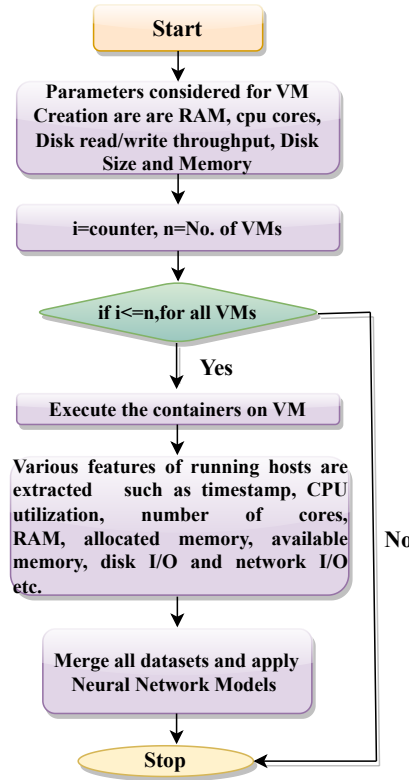 Start
Parameters considered for VM
Creation are are RAM, cpu cores,
Disk read/write throughput, Disk
Size and Memory
i=counter, n=No. of VMs
if i<=n,for all VMs
Yes
Execute the containers on VM
Various features of running hosts are
extracted such as timestamp, CPU
utilization, number of cores,
RAM, allocated memory, available
memory, disk I/O and network I/O
etc.
No
Merge all datasets and apply
Neural Network Models
Stop